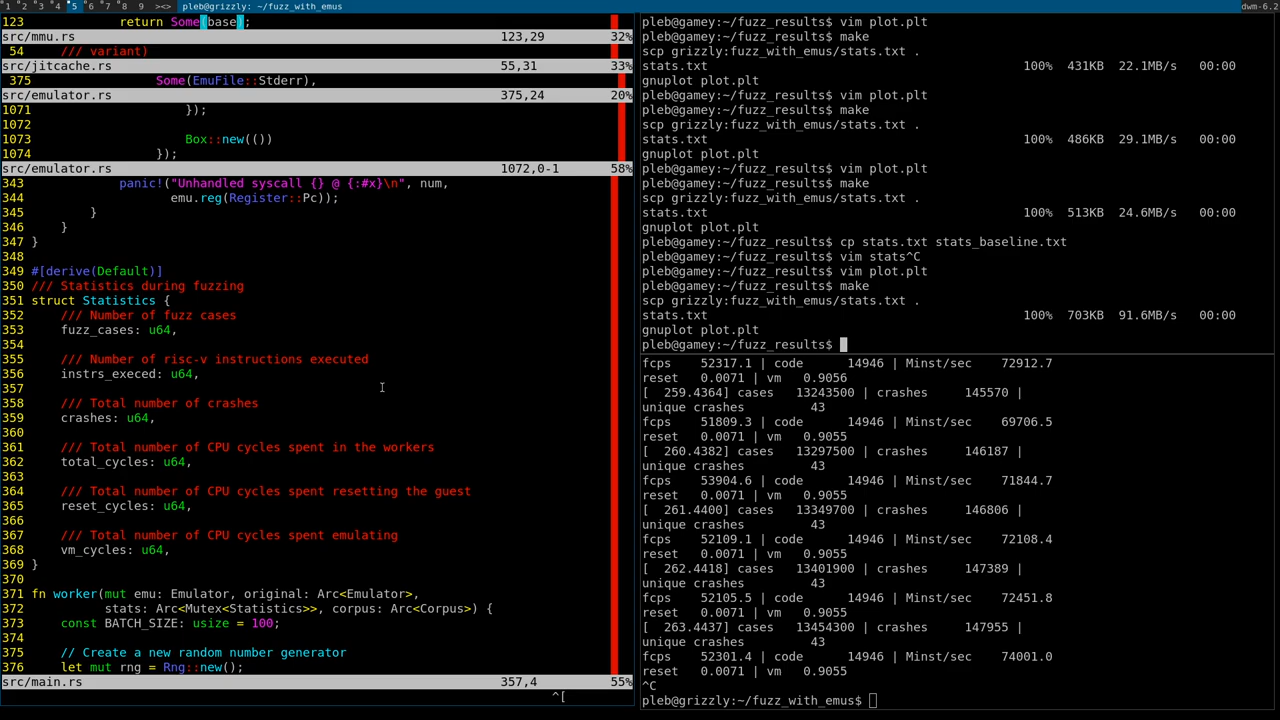 1 2 3 4 5 6 7 8 9 ><> pleb@grizzly: ~/fuzz_with_emus dwm-6.2
123 return Some(base);
src/mmu.rs 123,29 32%
54 /// variant)
src/jitcache.rs 55,31 33%
375 Some(EmuFile::Stderr),
src/emulator.rs 375,24 20%
1071 });
1072
1073 Box::new(())
1074 });
src/emulator.rs 1072,0-1 58%
343 panic!("Unhandled syscall {} @ {:#x}\n", num,
344 emu.reg(Register::Pc));
345 }
346 }
347 }
348
349 #[derive(Default)]
350 /// Statistics during fuzzing
351 struct Statistics {
352 /// Number of fuzz cases
353 fuzz_cases: u64,
354
355 /// Number of risc-v instructions executed
356 instrs_execed: u64,
357
358 /// Total number of crashes
359 crashes: u64,
360
361 /// Total number of CPU cycles spent in the workers
362 total_cycles: u64,
363
364 /// Total number of CPU cycles spent resetting the guest
365 reset_cycles: u64,
366
367 /// Total number of CPU cycles spent emulating
368 vm_cycles: u64,
369 }
370
371 fn worker(mut emu: Emulator, original: Arc<Emulator>,
372 stats: Arc<Mutex<Statistics>>, corpus: Arc<Corpus>) {
373 const BATCH_SIZE: usize = 100;
374
375 // Create a new random number generator
376 let mut rng = Rng::new();
src/main.rs 357,4 55%
^[
pleb@gamey:~/fuzz_results$ vim plot.plt
pleb@gamey:~/fuzz_results$ make
scp grizzly:fuzz_with_emus/stats.txt .
stats.txt 100% 431KB 22.1MB/s 00:00
gnuplot plot.plt
pleb@gamey:~/fuzz_results$ vim plot.plt
pleb@gamey:~/fuzz_results$ make
scp grizzly:fuzz_with_emus/stats.txt .
stats.txt 100% 486KB 29.1MB/s 00:00
gnuplot plot.plt
pleb@gamey:~/fuzz_results$ vim plot.plt
pleb@gamey:~/fuzz_results$ make
scp grizzly:fuzz_with_emus/stats.txt .
stats.txt 100% 513KB 24.6MB/s 00:00
gnuplot plot.plt
pleb@gamey:~/fuzz_results$ cp stats.txt stats_baseline.txt
pleb@gamey:~/fuzz_results$ vim stats^C
pleb@gamey:~/fuzz_results$ vim plot.plt
pleb@gamey:~/fuzz_results$ make
scp grizzly:fuzz_with_emus/stats.txt .
stats.txt 100% 703KB 91.6MB/s 00:00
gnuplot plot.plt
pleb@gamey:~/fuzz_results$
fcps 52317.1 | code 14946 | Minst/sec 72912.7
reset 0.0071 | vm 0.9056
[ 259.4364] cases 13243500 | crashes 145570 |
unique crashes 43
fcps 51809.3 | code 14946 | Minst/sec 69706.5
reset 0.0071 | vm 0.9055
[ 260.4382] cases 13297500 | crashes 146187 |
unique crashes 43
fcps 53904.6 | code 14946 | Minst/sec 71844.7
reset 0.0071 | vm 0.9055
[ 261.4400] cases 13349700 | crashes 146806 |
unique crashes 43
fcps 52109.1 | code 14946 | Minst/sec 72108.4
reset 0.0071 | vm 0.9055
[ 262.4418] cases 13401900 | crashes 147389 |
unique crashes 43
fcps 52105.5 | code 14946 | Minst/sec 72451.8
reset 0.0071 | vm 0.9055
[ 263.4437] cases 13454300 | crashes 147955 |
unique crashes 43
fcps 52301.4 | code 14946 | Minst/sec 74001.0
reset 0.0071 | vm 0.9055
^C
pleb@grizzly:~/fuzz_with_emus$